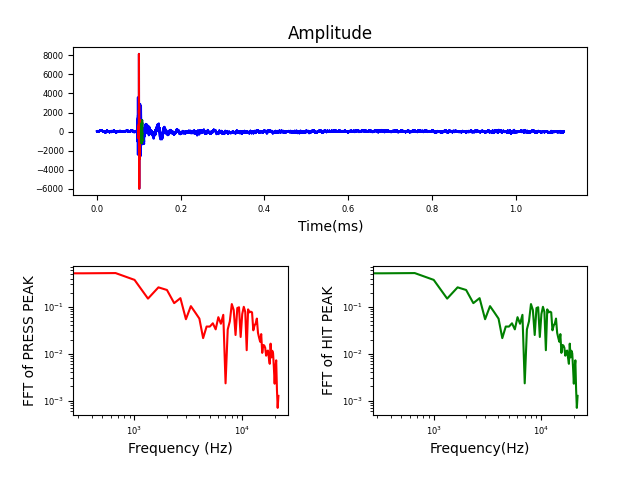 Amplitude
8000
6000
4000
2000
0
−2000
−4000
−6000
0.0 0.2 0.4 0.6 0.8 1.0
Time(ms)
FFT of PRESS PEAK
10⁻¹
10⁻²
10⁻³
10³ 10⁴
Frequency (Hz)
FFT of HIT PEAK
10⁻¹
10⁻²
10⁻³
10³ 10⁴
Frequency(Hz)